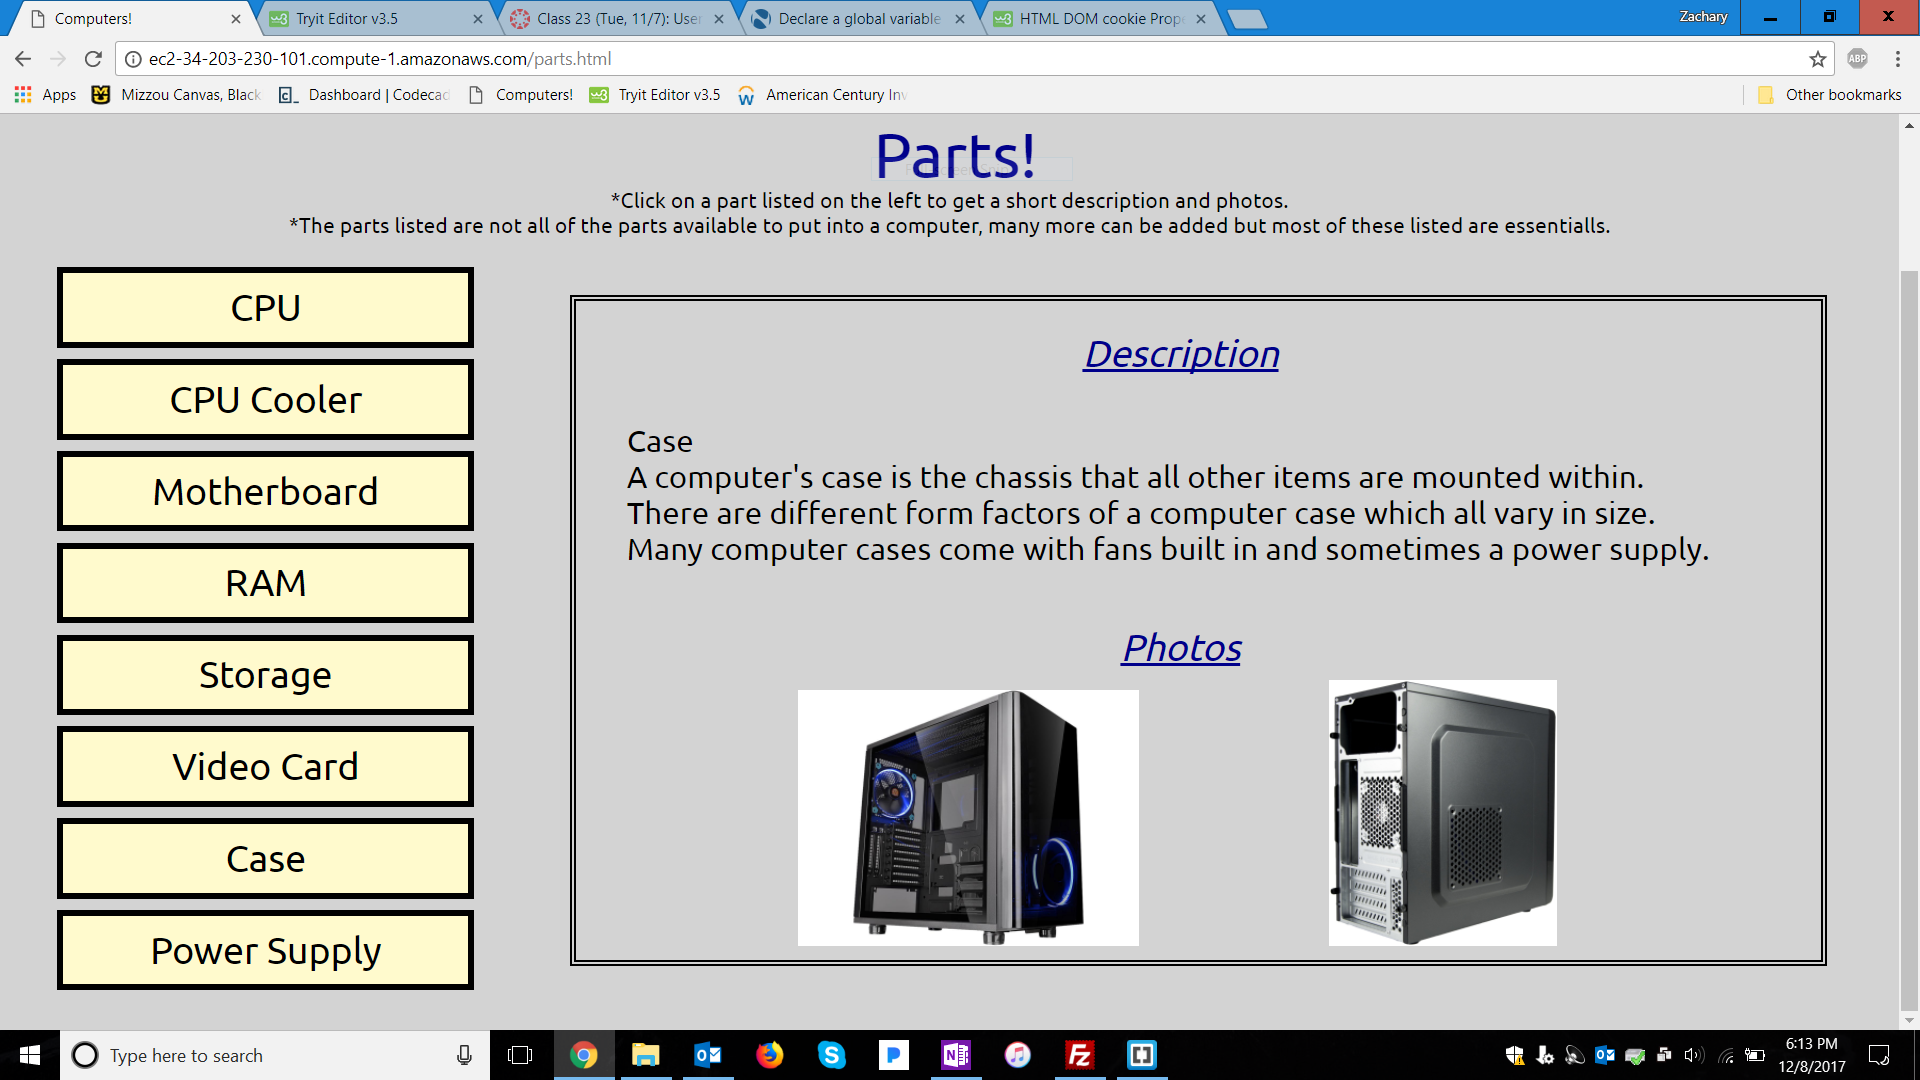 Computers!
Tryit Editor v3.5
Class 23 (Tue, 11/7): User
Declare a global variable
HTML DOM cookie Prope
Zachary
ec2-34-203-230-101.compute-1.amazonaws.com/parts.html
ABP
Apps
Mizzou Canvas, Black
Dashboard | Codecad
Computers!
Tryit Editor v3.5
American Century Inv
Other bookmarks
Parts!
*Click on a part listed on the left to get a short description and photos.
*The parts listed are not all of the parts available to put into a computer, many more can be added but most of these listed are essentialls.
CPU
CPU Cooler
Motherboard
RAM
Storage
Video Card
Case
Power Supply
Description
Case
A computer's case is the chassis that all other items are mounted within.
There are different form factors of a computer case which all vary in size.
Many computer cases come with fans built in and sometimes a power supply.
Photos
Type here to search
6:13 PM
12/8/2017